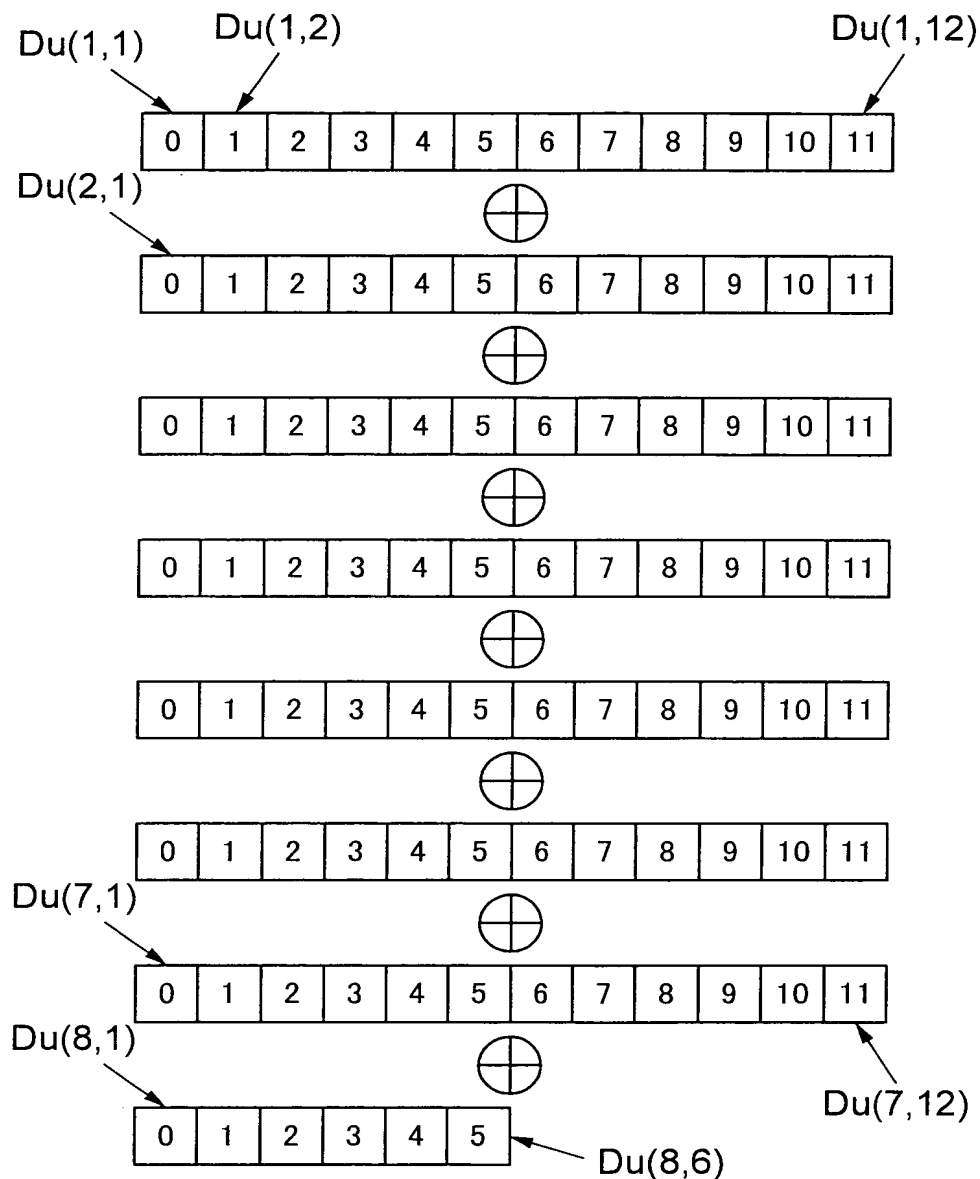 Du(1,1) Du(1,2) Du(1,12)
0 1 2 3 4 5 6 7 8 9 10 11
Du(2,1)
0 1 2 3 4 5 6 7 8 9 10 11
0 1 2 3 4 5 6 7 8 9 10 11
0 1 2 3 4 5 6 7 8 9 10 11
0 1 2 3 4 5 6 7 8 9 10 11
0 1 2 3 4 5 6 7 8 9 10 11
Du(7,1)
0 1 2 3 4 5 6 7 8 9 10 11
Du(8,1)
Du(7,12)
0 1 2 3 4 5
Du(8,6)